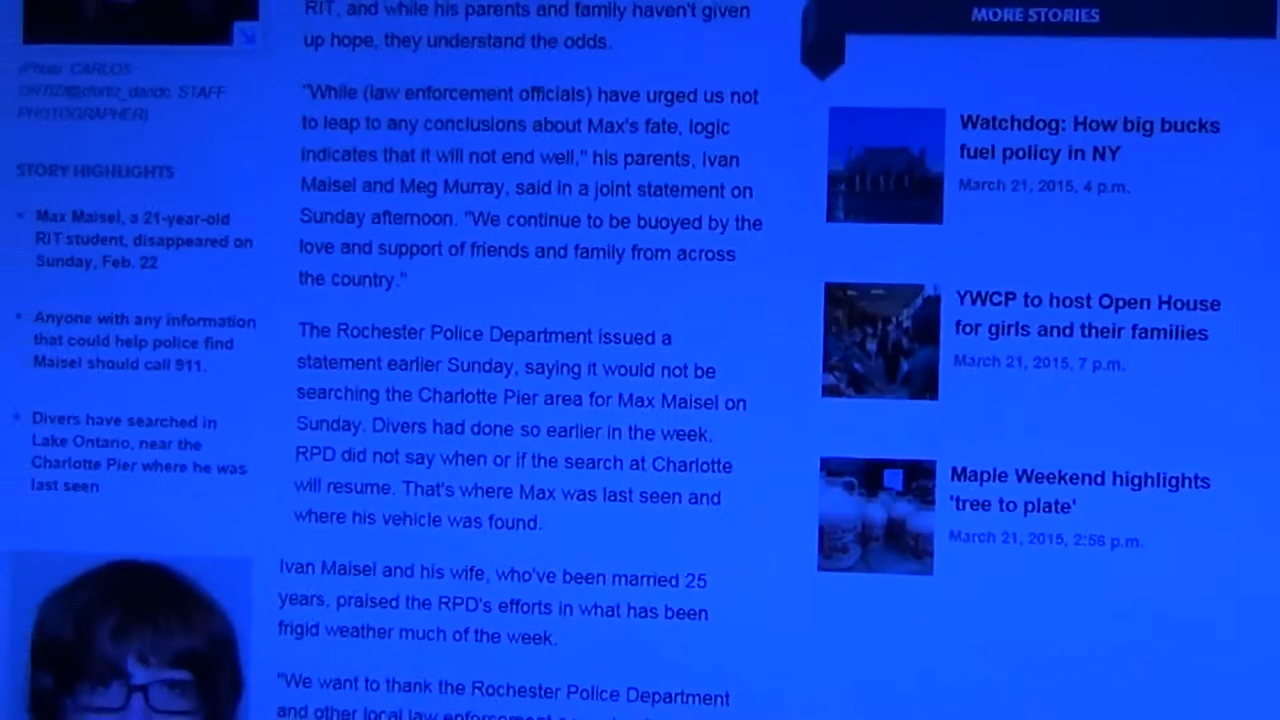 (Photo: CARLOS
STAFF
PHOTOGRAPHER)
STORY HIGHLIGHTS
Max Maisel, a 21-year-old
RIT student, disappeared on
Sunday, Feb. 22
Anyone with any information
that could help police find
Maisel should call 911.
Divers have searched in
Lake Ontario, near the
Charlotte Pier where he was
last seen
RIT, and while his parents and family haven't given
up hope, they understand the odds.
"While (law enforcement officials) have urged us not
to leap to any conclusions about Max's fate, logic
indicates that it will not end well," his parents, Ivan
Maisel and Meg Murray, said in a joint statement on
Sunday afternoon. "We continue to be buoyed by the
love and support of friends and family from across
the country."
The Rochester Police Department issued a
statement earlier Sunday, saying it would not be
searching the Charlotte Pier area for Max Maisel on
Sunday. Divers had done so earlier in the week.
RPD did not say when or if the search at Charlotte
will resume. That's where Max was last seen and
where his vehicle was found.
Ivan Maisel and his wife, who've been married 25
years, praised the RPD's efforts in what has been
frigid weather much of the week.
"We want to thank the Rochester Police Department
and other local law
MORE STORIES
Watchdog: How big bucks
fuel policy in NY
March 21, 2015, 4 p.m.
YWCP to host Open House
for girls and their families
March 21, 2015, 7 p.m.
Maple Weekend highlights
'tree to plate'
March 21, 2015, 2:56 p.m.